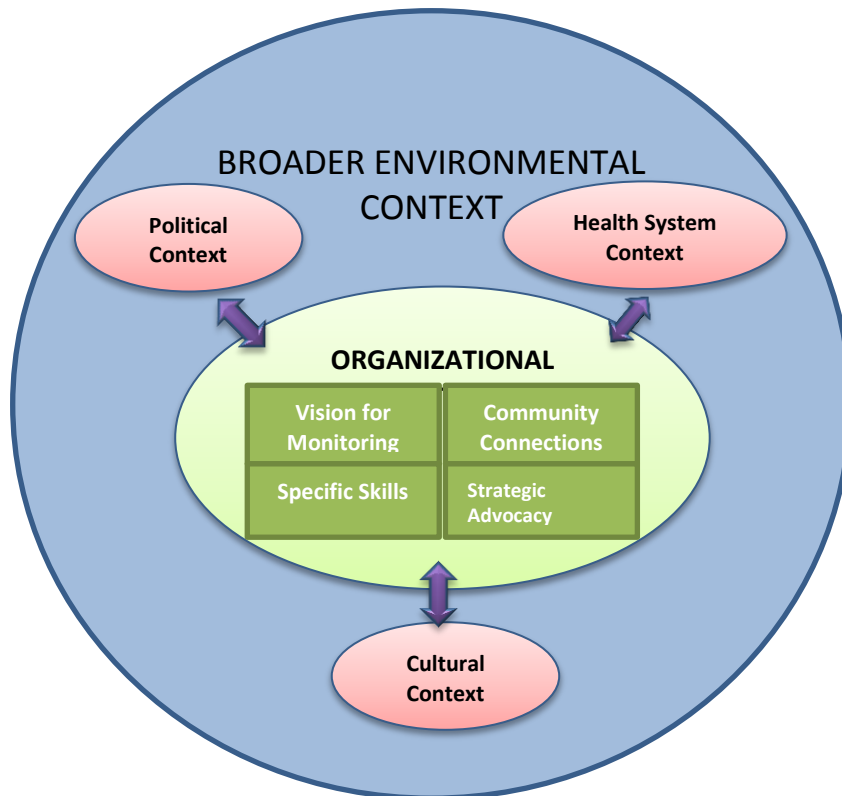 BROADER ENVIRONMENTAL
CONTEXT
Political
Context
Health System
Context
ORGANIZATIONAL
Vision for
Monitoring
Community
Connections
Specific Skills
Strategic
Advocacy
Cultural
Context